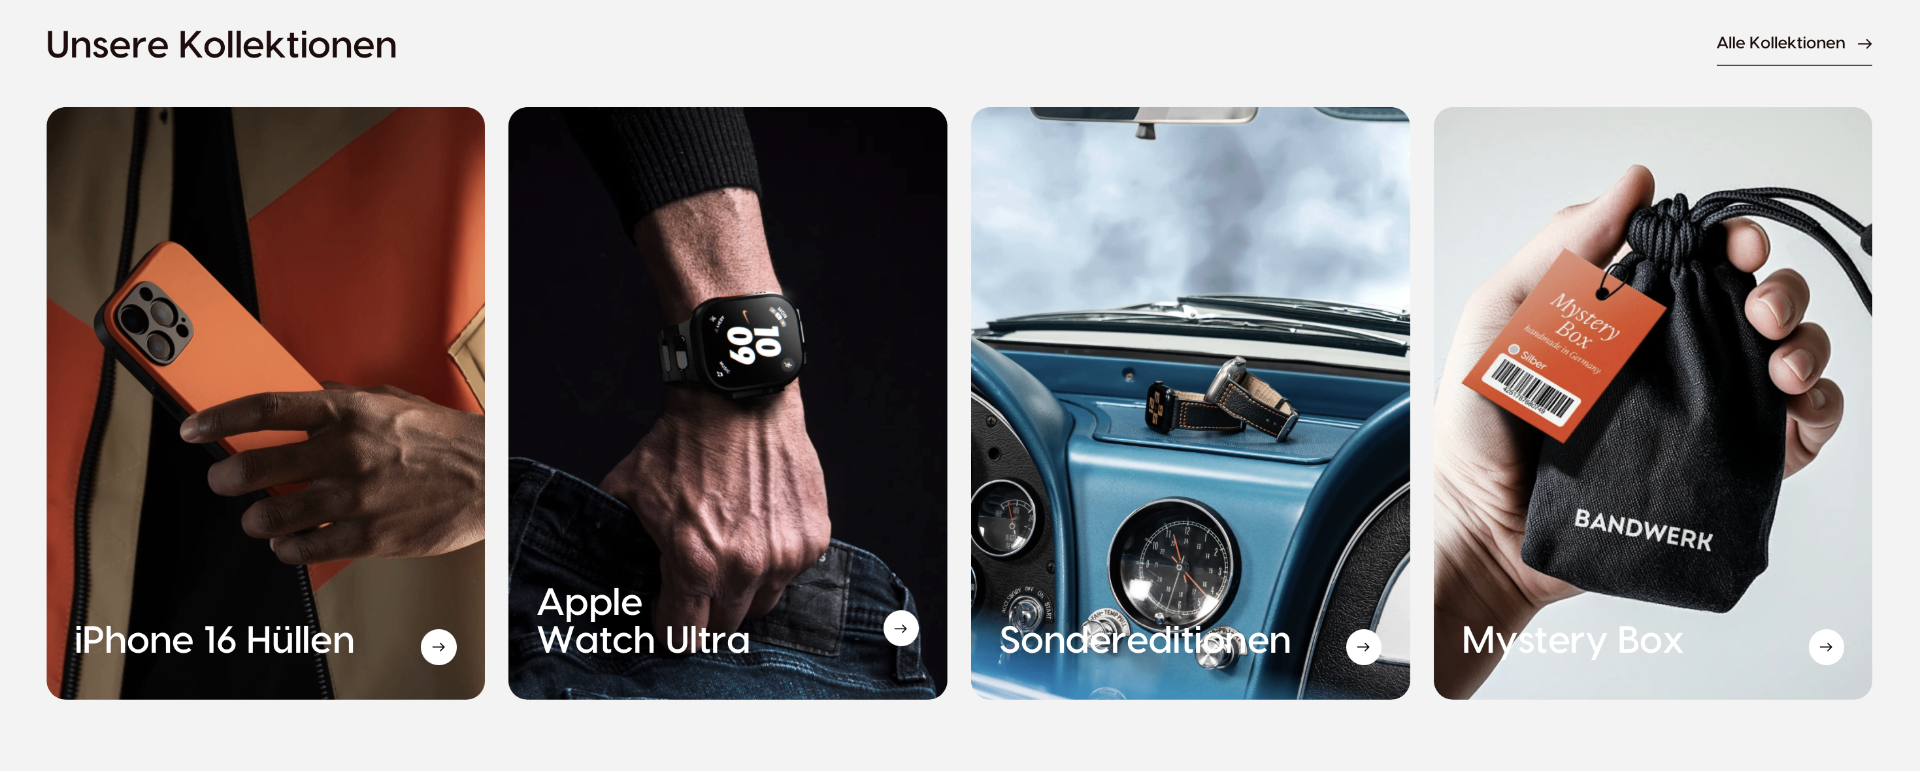 Unsere Kollektionen
Alle Kollektionen
iPhone 16 Hüllen
10
09
Apple
Watch Ultra
Sondereditionen
Mystery
Box
handmade in Germany
Silber
BANDWERK
Mystery Box